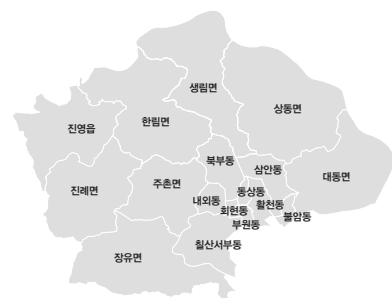 생림면
상동면
한림면
진영읍
북부동
삼안동
대동면
주촌면
진례면
동상동
내외동
활천동
회현동
불암동
부원동
칠산서부동
장유면